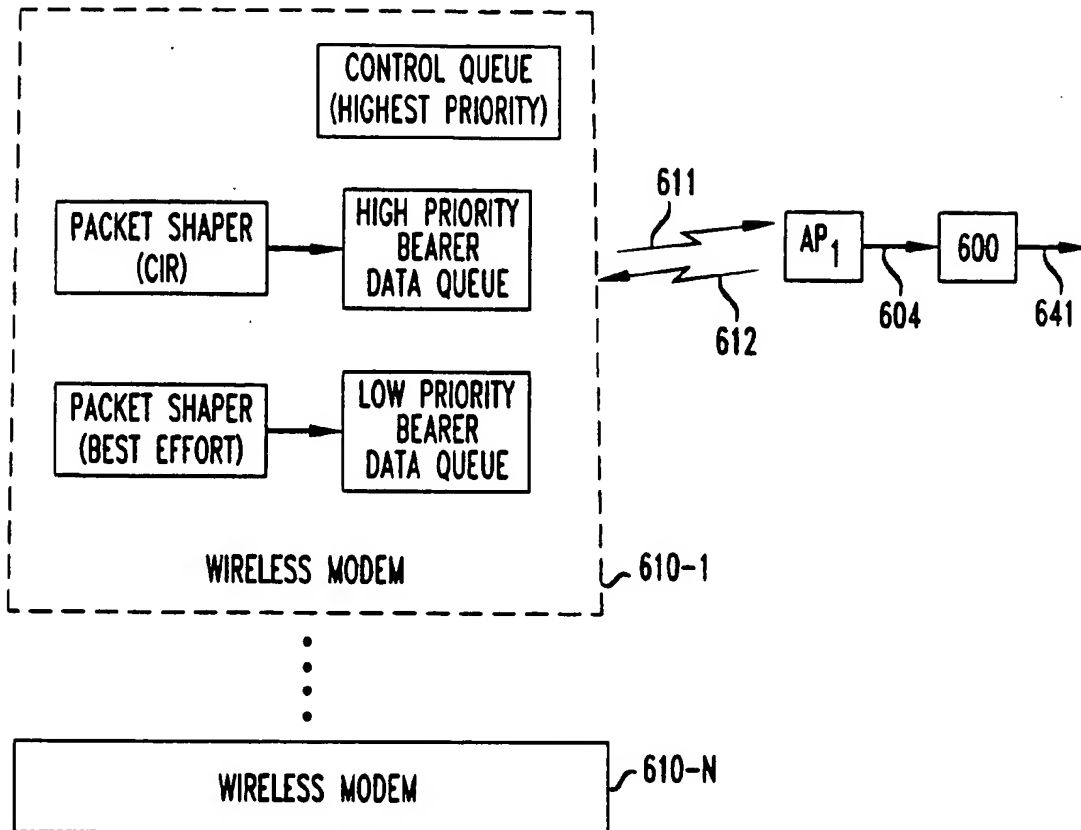 CONTROL QUEUE
(HIGHEST PRIORITY)
PACKET SHAPER
(CIR)
HIGH PRIORITY
BEARER
DATA QUEUE
611
612
AP1
604
600
641
PACKET SHAPER
(BEST EFFORT)
LOW PRIORITY
BEARER
DATA QUEUE
WIRELESS MODEM
610-1
WIRELESS MODEM
610-N